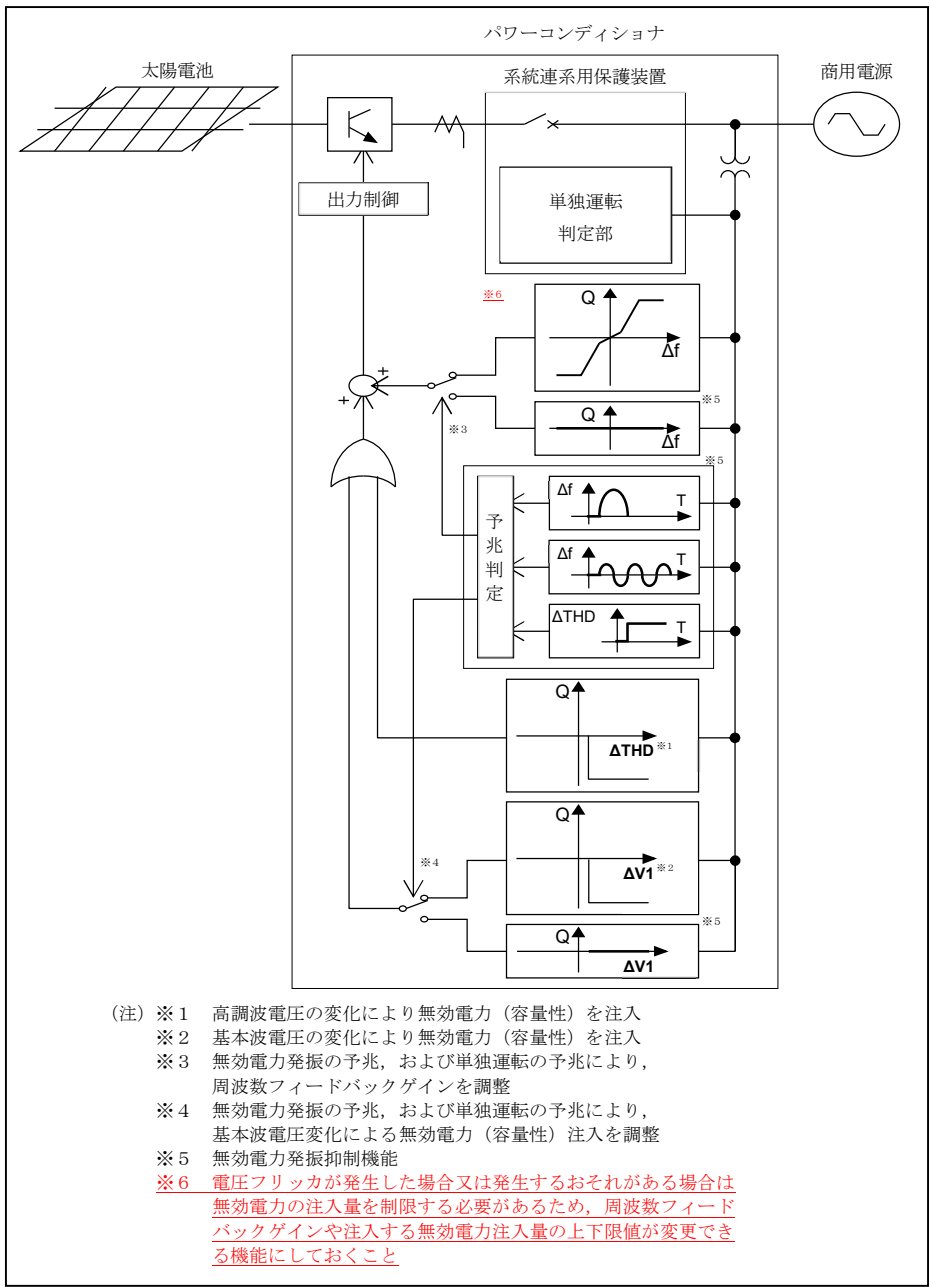 パワーコンディショナ
太陽電池
系統連系用保護装置
商用電源
出力制御
単独運転
判定部
※6
Q
Δf
+
+
※5
※3
Q
Δf
※5
予兆判定
Δf
T
Δf
T
ΔTHD
T
Q
ΔTHD※1
Q
※4
ΔV1※2
※5
Q
ΔV1
(注)※1 高調波電圧の変化により無効電力(容量性)を注入
※2 基本波電圧の変化により無効電力(容量性)を注入
※3 無効電力発振の予兆，および単独運転の予兆により，
周波数フィードバックゲインを調整
※4 無効電力発振の予兆，および単独運転の予兆により，
基本波電圧変化による無効電力(容量性)注入を調整
※5 無効電力発振抑制機能
※6 電圧フリッカが発生した場合又は発生するおそれがある場合は
無効電力の注入量を制限する必要があるため，周波数フィード
バックゲインや注入する無効電力注入量の上下限値が変更でき
る機能にしておくこと